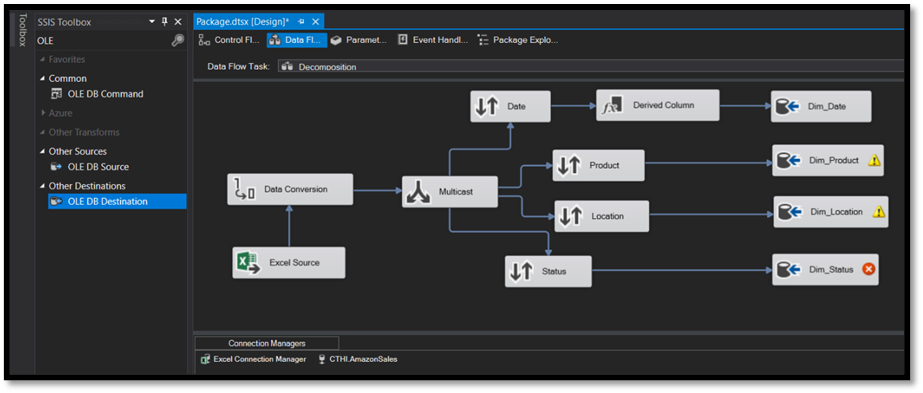 Toolbox
SSIS Toolbox
OLE
Favorites
Common
OLE DB Command
Azure
Other Transforms
Other Sources
OLE DB Source
Other Destinations
OLE DB Destination
Package.dtsx [Design]*
Control Fl... Data Fl... Paramet... Event Handl... Package Explo...
Data Flow Task: Decomposition
Date Derived Column Dim_Date
Product Dim_Product
Data Conversion Multicast
Location Dim_Location
Excel Source
Status Dim_Status
Connection Managers
Excel Connection Manager CTHI.AmazonSales